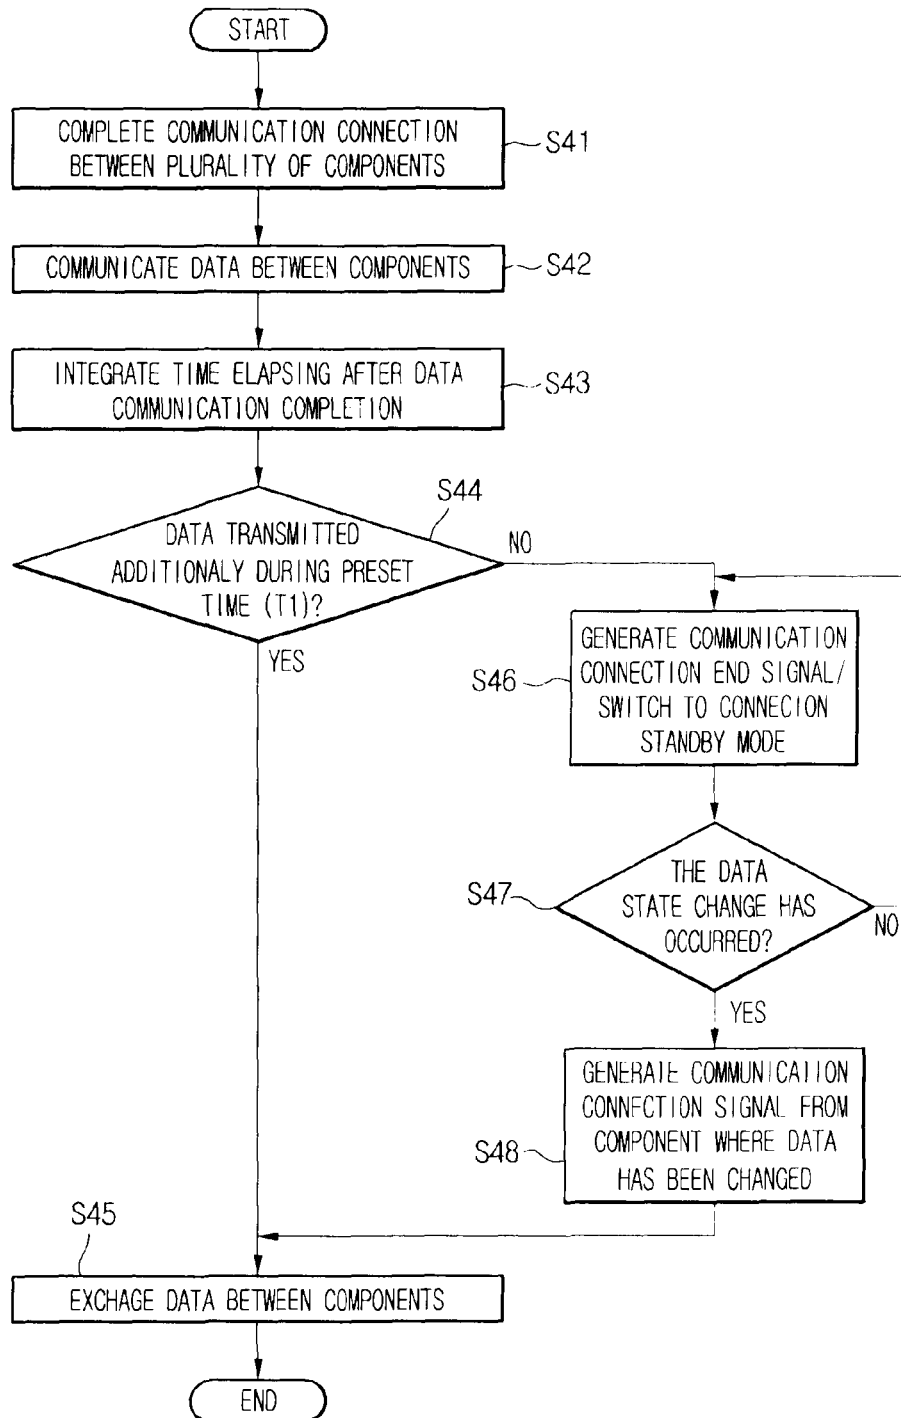 START
COMPLETE COMMUNICATION CONNECTION
BETWEEN PLURALITY OF COMPONENTS
S41
COMMUNICATE DATA BETWEEN COMPONENTS
S42
INTEGRATE TIME ELAPSING AFTER DATA
COMMUNICATION COMPLETION
S43
S44
DATA TRANSMITTED
ADDITIONALY DURING PRESET
TIME (T1)?
NO
YES
GENERATE COMMUNICATION
CONNECTION END SIGNAL/
SWITCH TO CONNECION
STANDBY MODE
S46
THE DATA
STATE CHANGE HAS
OCCURRED?
S47
NO
YES
GENERATE COMMUNICATION
CONNECTION SIGNAL FROM
COMPONENT WHERE DATA
HAS BEEN CHANGED
S48
S45
EXCHAGE DATA BETWEEN COMPONENTS
END